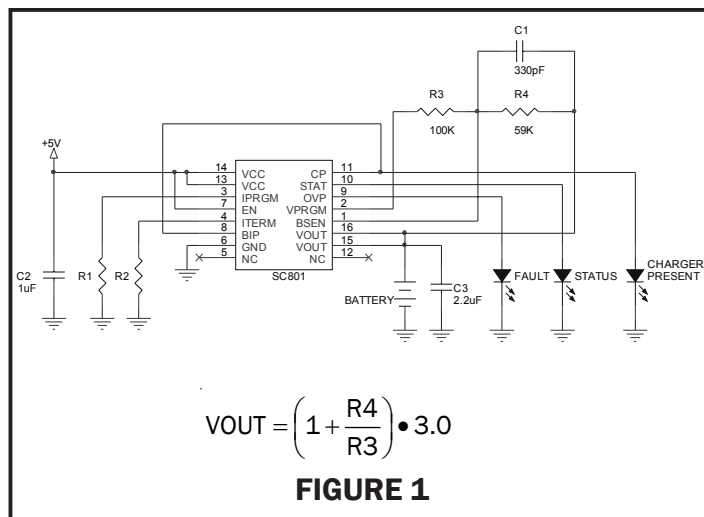 C1
330pF
R3
R4
100K
59K
+5V
14 VCC CP 11
13 VCC STAT 10
3 IPRGM OVP 9
7 EN VPRGM 2
4 ITERM BSEN 1
8 BIP VOUT 16
6 GND VOUT 15
5 NC NC 12
SC801
C2
1uF
R1
R2
BATTERY
C3
2.2uF
FAULT
STATUS
CHARGER
PRESENT
VOUT = (1 + R4/R3) • 3.0
FIGURE 1